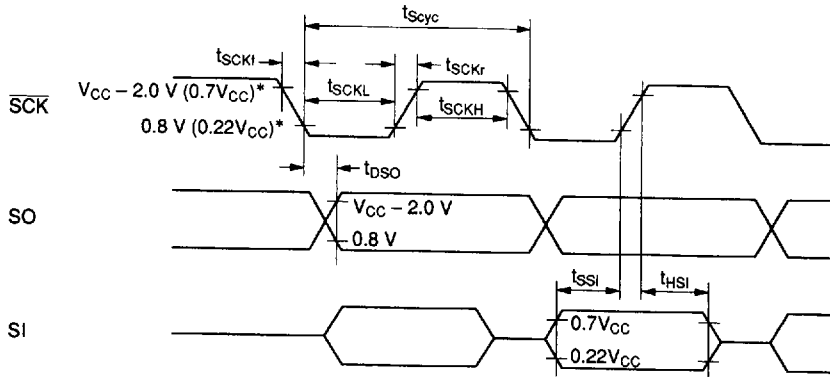 tScyc
tSCKf
tSCKr
tSCKL
tSCKH
SCK
VCC – 2.0 V (0.7VCC)*
0.8 V (0.22VCC)*
tDSO
SO
VCC – 2.0 V
0.8 V
tSSI
tHSI
SI
0.7VCC
0.22VCC